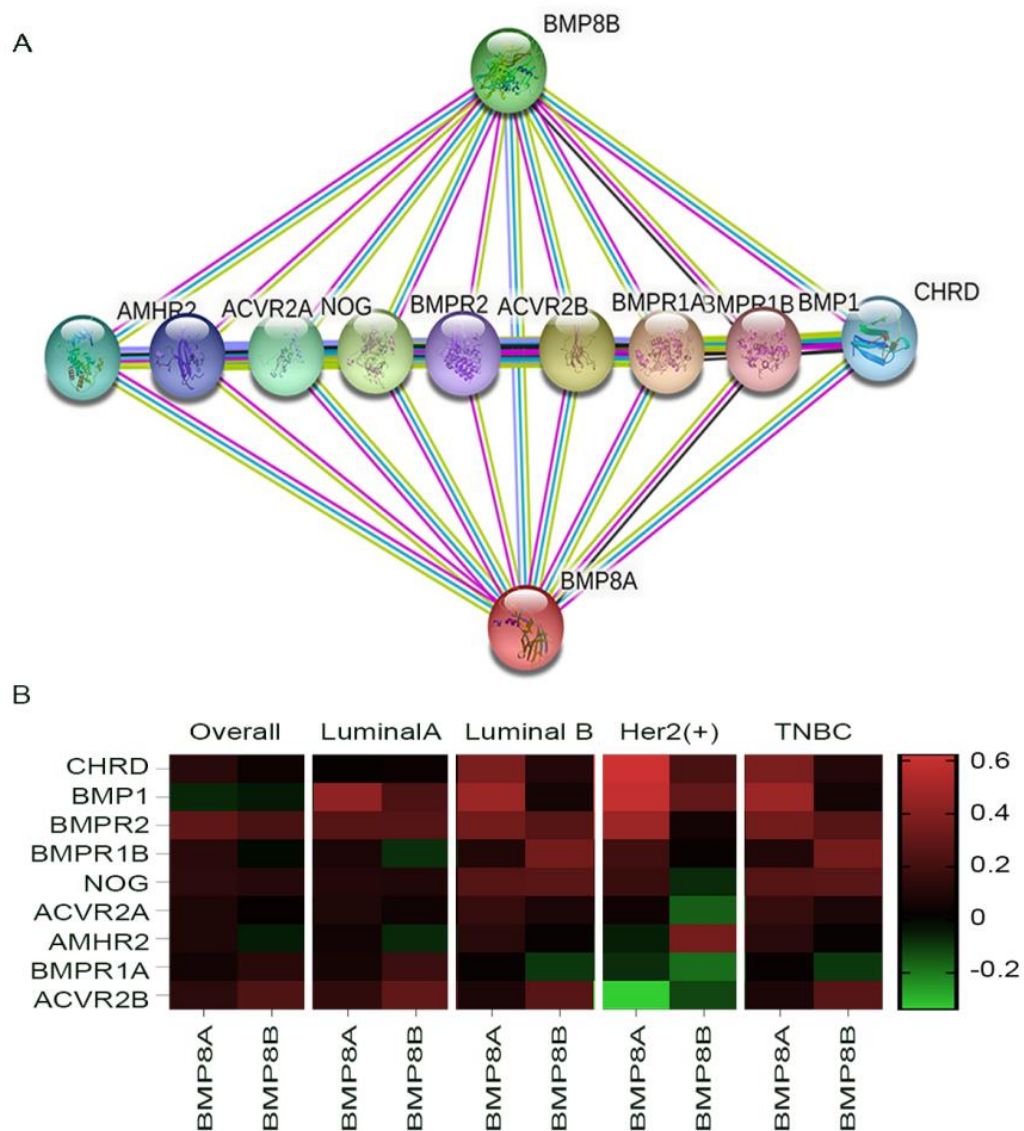 A
BMP8B
AMHR2 ACVR2A NOG BMPR2 ACVR2B BMPR1A BMPR1B BMP1 CHRD
BMP8A
B
Overall LuminalA Luminal B Her2(+) TNBC
CHRD
BMP1
BMPR2
BMPR1B
NOG
ACVR2A
AMHR2
BMPR1A
ACVR2B
0.6
0.4
0.2
0
-0.2
BMP8A BMP8B BMP8A BMP8B BMP8A BMP8B BMP8A BMP8B BMP8A BMP8B